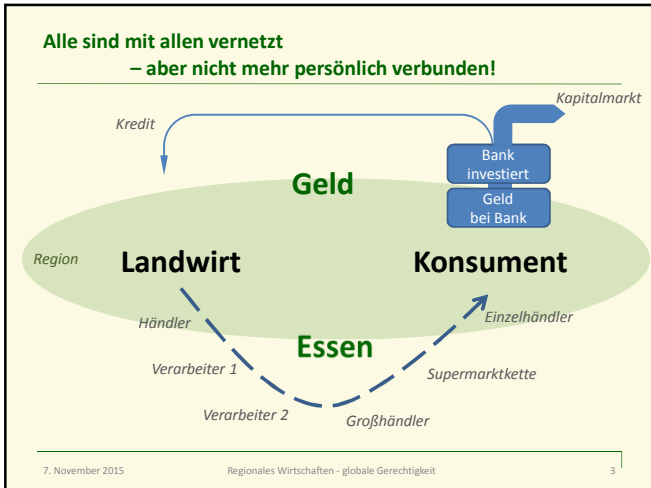 Alle sind mit allen vernetzt
– aber nicht mehr persönlich verbunden!
Kapitalmarkt
Kredit
Bank
investiert
Geld
Geld
bei Bank
Region
Landwirt
Konsument
Händler
Einzelhändler
Essen
Verarbeiter 1
Supermarktkette
Verarbeiter 2
Großhändler
7. November 2015
Regionales Wirtschaften - globale Gerechtigkeit
3